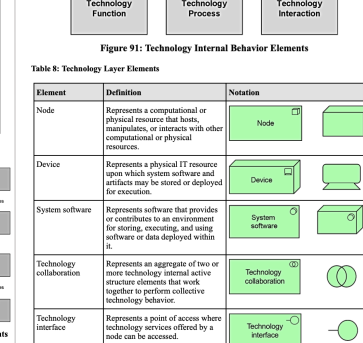 Technology
Function
Technology
Process
Technology
Interaction
Figure 91: Technology Internal Behavior Elements
Table 8: Technology Layer Elements
Element
Definition
Notation
Node
Represents a computational or
physical resource that hosts,
manipulates, or interacts with other
computational or physical
resources.
Node
Device
Represents a physical IT resource
upon which system software and
artifacts may be stored or deployed
for execution.
Device
System software
Represents software that provides
or contributes to an environment
for storing, executing, and using
software or data deployed within
it.
System
software
Technology
collaboration
Represents an aggregate of two or
more technology internal active
structure elements that work
together to perform collective
technology behavior.
Technology
collaboration
Technology
interface
Represents a point of access where
technology services offered by a
node can be accessed.
Technology
interface